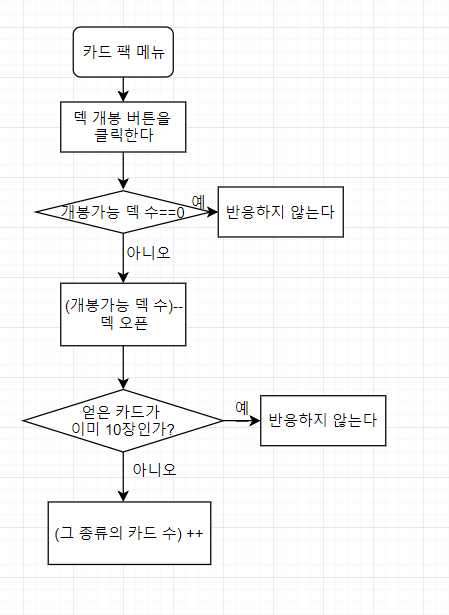 카드 팩 메뉴
덱 개봉 버튼을
클릭한다
개봉가능 덱 수==0
예
반응하지 않는다
아니오
(개봉가능 덱 수)--
덱 오픈
얻은 카드가
이미 10장인가?
예
반응하지 않는다
아니오
(그 종류의 카드 수) ++